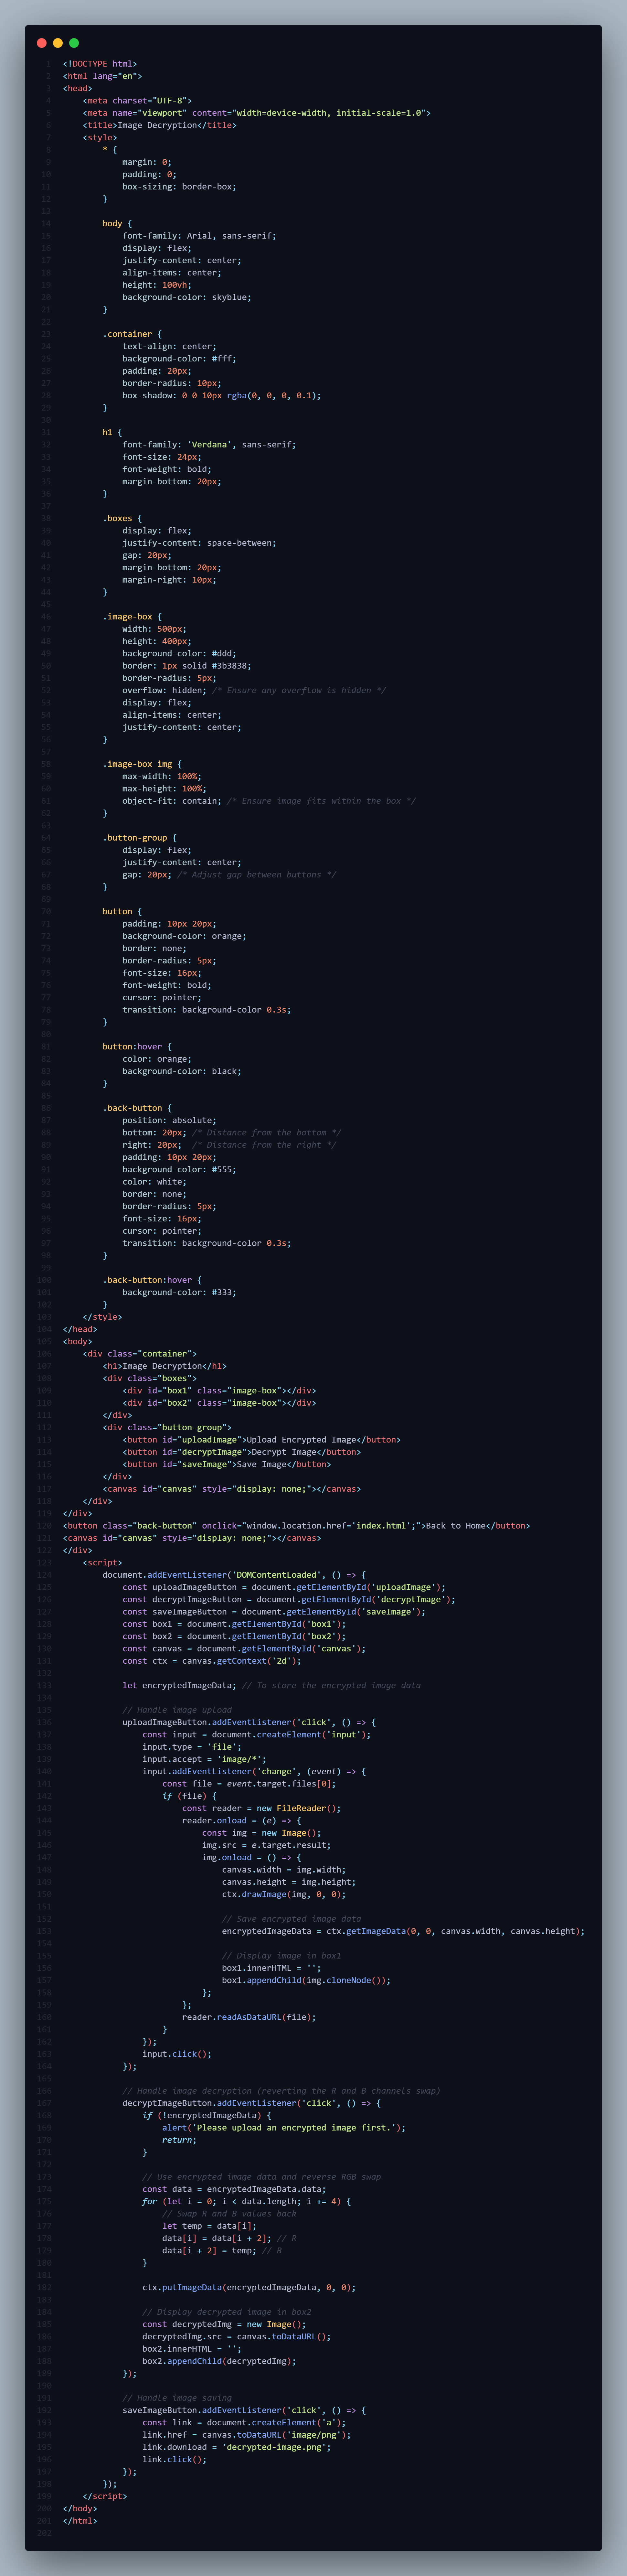 1 <!DOCTYPE html>
2 <html lang="en">
3 <head>
4     <meta charset="UTF-8">
5     <meta name="viewport" content="width=device-width, initial-scale=1.0">
6     <title>Image Decryption</title>
7     <style>
8         * {
9             margin: 0;
10             padding: 0;
11             box-sizing: border-box;
12         }
13
14         body {
15             font-family: Arial, sans-serif;
16             display: flex;
17             justify-content: center;
18             align-items: center;
19             height: 100vh;
20             background-color: skyblue;
21         }
22
23         .container {
24             text-align: center;
25             background-color: #fff;
26             padding: 20px;
27             border-radius: 10px;
28             box-shadow: 0 0 10px rgba(0, 0, 0, 0.1);
29         }
30
31         h1 {
32             font-family: 'Verdana', sans-serif;
33             font-size: 24px;
34             font-weight: bold;
35             margin-bottom: 20px;
36         }
37
38         .boxes {
39             display: flex;
40             justify-content: space-between;
41             gap: 20px;
42             margin-bottom: 20px;
43             margin-right: 10px;
44         }
45
46         .image-box {
47             width: 500px;
48             height: 400px;
49             background-color: #ddd;
50             border: 1px solid #3b3838;
51             border-radius: 5px;
52             overflow: hidden; /* Ensure any overflow is hidden */
53             display: flex;
54             align-items: center;
55             justify-content: center;
56         }
57
58         .image-box img {
59             max-width: 100%;
60             max-height: 100%;
61             object-fit: contain; /* Ensure image fits within the box */
62         }
63
64         .button-group {
65             display: flex;
66             justify-content: center;
67             gap: 20px; /* Adjust gap between buttons */
68         }
69
70         button {
71             padding: 10px 20px;
72             background-color: orange;
73             border: none;
74             border-radius: 5px;
75             font-size: 16px;
76             font-weight: bold;
77             cursor: pointer;
78             transition: background-color 0.3s;
79         }
80
81         button:hover {
82             color: orange;
83             background-color: black;
84         }
85
86         .back-button {
87             position: absolute;
88             bottom: 20px; /* Distance from the bottom */
89             right: 20px;  /* Distance from the right */
90             padding: 10px 20px;
91             background-color: #555;
92             color: white;
93             border: none;
94             border-radius: 5px;
95             font-size: 16px;
96             cursor: pointer;
97             transition: background-color 0.3s;
98         }
99
100         .back-button:hover {
101             background-color: #333;
102         }
103     </style>
104 </head>
105 <body>
106     <div class="container">
107         <h1>Image Decryption</h1>
108         <div class="boxes">
109             <div id="box1" class="image-box"></div>
110             <div id="box2" class="image-box"></div>
111         </div>
112         <div class="button-group">
113             <button id="uploadImage">Upload Encrypted Image</button>
114             <button id="decryptImage">Decrypt Image</button>
115             <button id="saveImage">Save Image</button>
116         </div>
117         <canvas id="canvas" style="display: none;"></canvas>
118     </div>
119 </div>
120 <button class="back-button" onclick="window.location.href='index.html';">Back to Home</button>
121 <canvas id="canvas" style="display: none;"></canvas>
122 </div>
123     <script>
124         document.addEventListener('DOMContentLoaded', () => {
125             const uploadImageButton = document.getElementById('uploadImage');
126             const decryptImageButton = document.getElementById('decryptImage');
127             const saveImageButton = document.getElementById('saveImage');
128             const box1 = document.getElementById('box1');
129             const box2 = document.getElementById('box2');
130             const canvas = document.getElementById('canvas');
131             const ctx = canvas.getContext('2d');
132
133             let encryptedImageData; // To store the encrypted image data
134
135             // Handle image upload
136             uploadImageButton.addEventListener('click', () => {
137                 const input = document.createElement('input');
138                 input.type = 'file';
139                 input.accept = 'image/*';
140                 input.addEventListener('change', (event) => {
141                     const file = event.target.files[0];
142                     if (file) {
143                         const reader = new FileReader();
144                         reader.onload = (e) => {
145                             const img = new Image();
146                             img.src = e.target.result;
147                             img.onload = () => {
148                                 canvas.width = img.width;
149                                 canvas.height = img.height;
150                                 ctx.drawImage(img, 0, 0);
151
152                                 // Save encrypted image data
153                                 encryptedImageData = ctx.getImageData(0, 0, canvas.width, canvas.height);
154
155                                 // Display image in box1
156                                 box1.innerHTML = '';
157                                 box1.appendChild(img.cloneNode());
158                             };
159                         };
160                         reader.readAsDataURL(file);
161                     }
162                 });
163                 input.click();
164             });
165
166             // Handle image decryption (reverting the R and B channels swap)
167             decryptImageButton.addEventListener('click', () => {
168                 if (!encryptedImageData) {
169                     alert('Please upload an encrypted image first.');
170                     return;
171                 }
172
173                 // Use encrypted image data and reverse RGB swap
174                 const data = encryptedImageData.data;
175                 for (let i = 0; i < data.length; i += 4) {
176                     // Swap R and B values back
177                     let temp = data[i];
178                     data[i] = data[i + 2]; // R
179                     data[i + 2] = temp; // B
180                 }
181
182                 ctx.putImageData(encryptedImageData, 0, 0);
183
184                 // Display decrypted image in box2
185                 const decryptedImg = new Image();
186                 decryptedImg.src = canvas.toDataURL();
187                 box2.innerHTML = '';
188                 box2.appendChild(decryptedImg);
189             });
190
191             // Handle image saving
192             saveImageButton.addEventListener('click', () => {
193                 const link = document.createElement('a');
194                 link.href = canvas.toDataURL('image/png');
195                 link.download = 'decrypted-image.png';
196                 link.click();
197             });
198         });
199     </script>
200 </body>
201 </html>
202